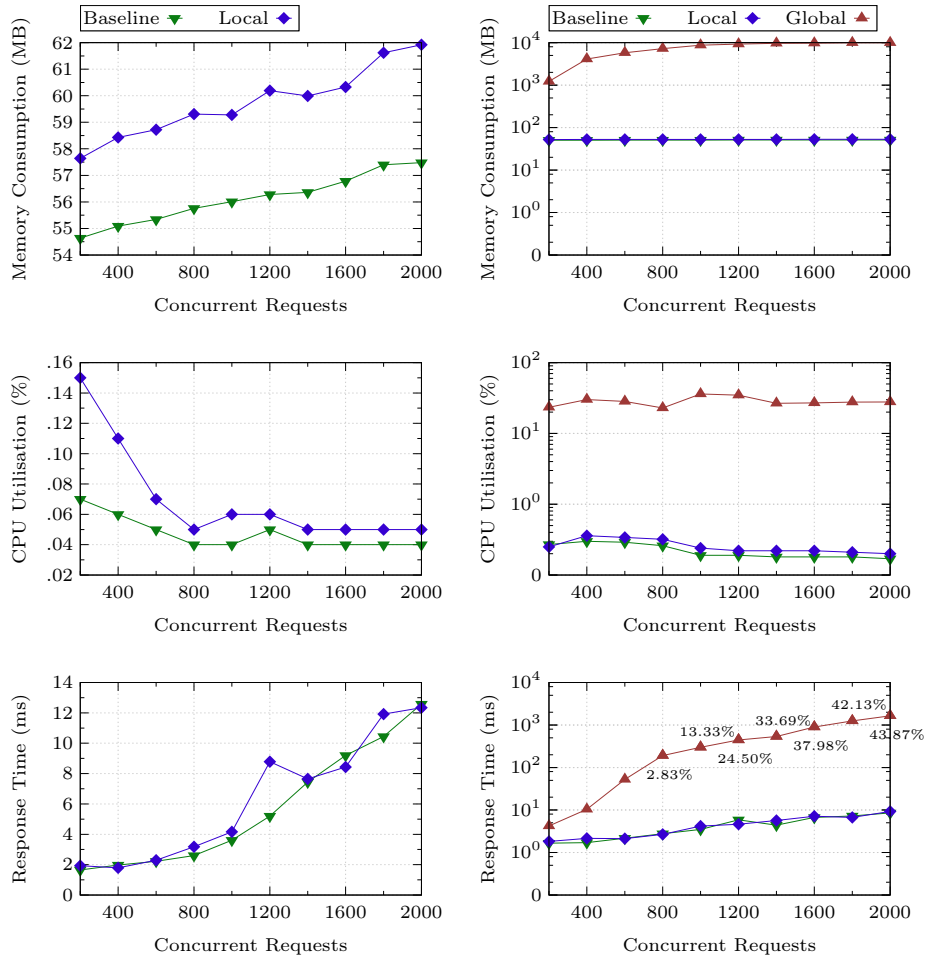 Baseline Local
Memory Consumption (MB)
62
61
60
59
58
57
56
55
54
400 800 1200 1600 2000
Concurrent Requests
Baseline Local Global
Memory Consumption (MB)
10^4
10^3
10^2
10^1
10^0
0
400 800 1200 1600 2000
Concurrent Requests
CPU Utilisation (%)
.16
.14
.12
.10
.08
.06
.04
.02
400 800 1200 1600 2000
Concurrent Requests
CPU Utilisation (%)
10^2
10^1
10^0
0
400 800 1200 1600 2000
Concurrent Requests
Response Time (ms)
14
12
10
8
6
4
2
0
400 800 1200 1600 2000
Concurrent Requests
Response Time (ms)
10^4
10^3
10^2
10^1
10^0
0
2.83%
13.33%
24.50%
33.69%
37.98%
42.13%
43.87%
400 800 1200 1600 2000
Concurrent Requests